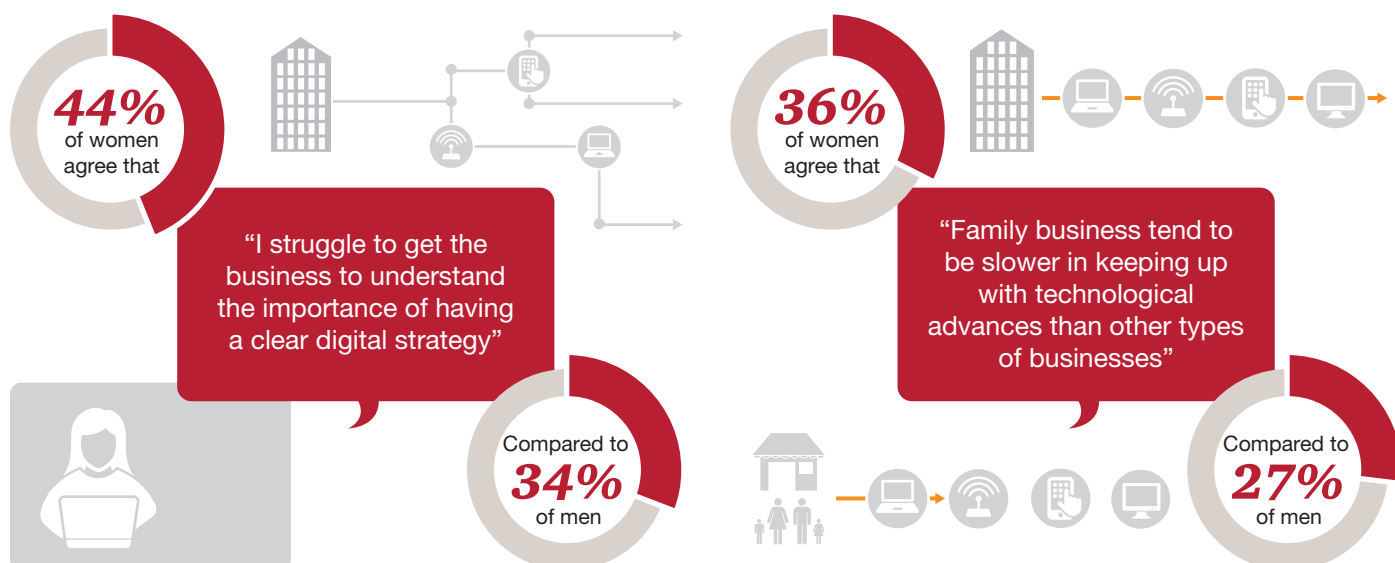 44%
of women
agree that
“I struggle to get the
business to understand
the importance of having
a clear digital strategy”
Compared to
34%
of men
36%
of women
agree that
“Family business tend to
be slower in keeping up
with technological
advances than other types
of businesses”
Compared to
27%
of men